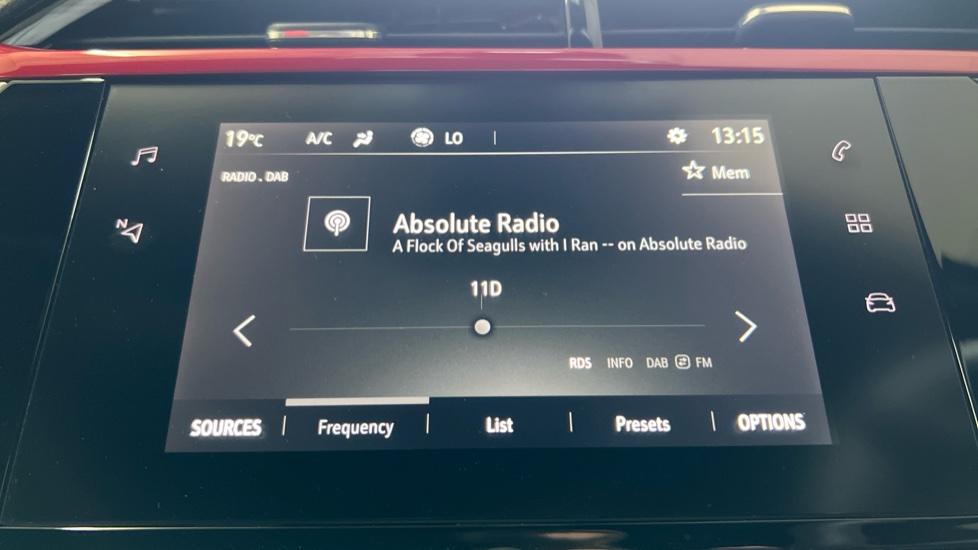 19°C A/C LO 13:15
RADIO . DAB
Mem
Absolute Radio
A Flock Of Seagulls with I Ran -- on Absolute Radio
N
11D
RDS INFO DAB FM
SOURCES Frequency List Presets OPTIONS